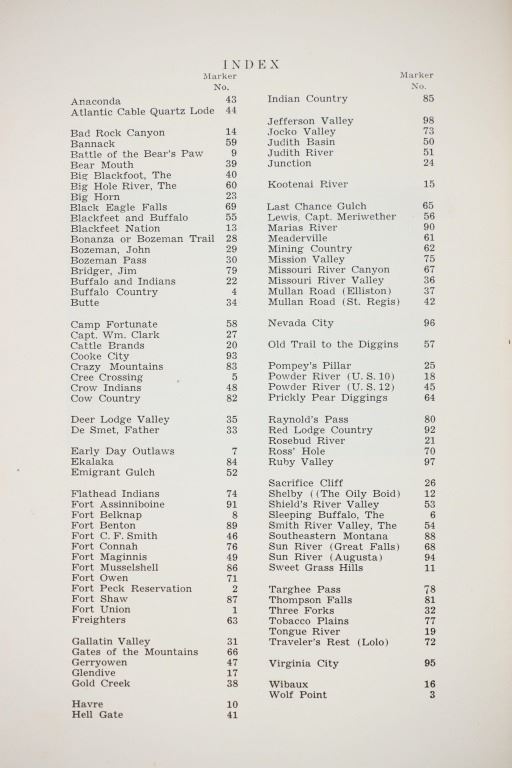 INDEX
Marker
No.
Anaconda 43
Atlantic Cable Quartz Lode 44
Bad Rock Canyon 14
Bannack 59
Battle of the Bear's Paw 9
Bear Mouth 39
Big Blackfoot, The 40
Big Hole River, The 60
Big Horn 23
Black Eagle Falls 69
Blackfeet and Buffalo 55
Blackfeet Nation 13
Bonanza or Bozeman Trail 28
Bozeman, John 29
Bozeman Pass 30
Bridger, Jim 79
Buffalo and Indians 22
Buffalo Country 4
Butte 34
Camp Fortunate 58
Capt. Wm. Clark 27
Cattle Brands 20
Cooke City 93
Crazy Mountains 83
Cree Crossing 5
Crow Indians 48
Cow Country 82
Deer Lodge Valley 35
De Smet, Father 33
Early Day Outlaws 7
Ekalaka 84
Emigrant Gulch 52
Flathead Indians 74
Fort Assinniboine 91
Fort Belknap 8
Fort Benton 89
Fort C. F. Smith 46
Fort Connah 76
Fort Maginnis 49
Fort Musselshell 86
Fort Owen 71
Fort Peck Reservation 2
Fort Shaw 87
Fort Union 1
Freighters 63
Gallatin Valley 31
Gates of the Mountains 66
Gerryowen 47
Glendive 17
Gold Creek 38
Havre 10
Hell Gate 41
Marker
No.
Indian Country 85
Jefferson Valley 98
Jocko Valley 73
Judith Basin 50
Judith River 51
Junction 24
Kootenai River 15
Last Chance Gulch 65
Lewis, Capt. Meriwether 56
Marias River 90
Meaderville 61
Mining Country 62
Mission Valley 75
Missouri River Canyon 67
Missouri River Valley 36
Mullan Road (Elliston) 37
Mullan Road (St. Regis) 42
Nevada City 96
Old Trail to the Diggins 57
Pompey's Pillar 25
Powder River (U. S. 10) 18
Powder River (U. S. 12) 45
Prickly Pear Diggings 64
Raynold's Pass 80
Red Lodge Country 92
Rosebud River 21
Ross' Hole 70
Ruby Valley 97
Sacrifice Cliff 26
Shelby ((The Oily Boid) 12
Shield's River Valley 53
Sleeping Buffalo, The 6
Smith River Valley, The 54
Southeastern Montana 88
Sun River (Great Falls) 68
Sun River (Augusta) 94
Sweet Grass Hills 11
Targhee Pass 78
Thompson Falls 81
Three Forks 32
Tobacco Plains 77
Tongue River 19
Traveler's Rest (Lolo) 72
Virginia City 95
Wibaux 16
Wolf Point 3